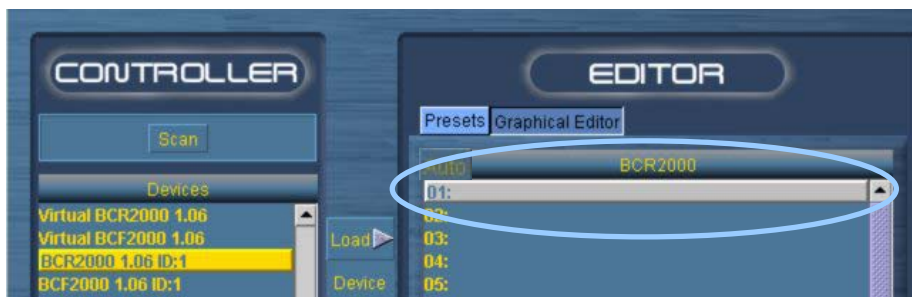 CONTROLLER
Scan
Devices
Virtual BCR2000 1.06
Virtual BCF2000 1.06
BCR2000 1.06 ID:1
BCF2000 1.06 ID:1
Load
Device
EDITOR
Presets Graphical Editor
Auto BCR2000
01:
02:
03:
04:
05: